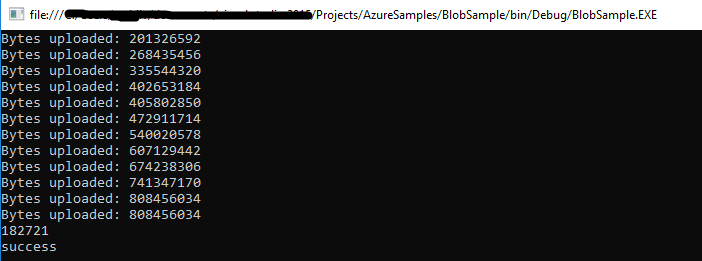 file:///
/Projects/AzureSamples/BlobSample/bin/Debug/BlobSample.EXE
Bytes uploaded: 201326592
Bytes uploaded: 268435456
Bytes uploaded: 335544320
Bytes uploaded: 402653184
Bytes uploaded: 405802850
Bytes uploaded: 472911714
Bytes uploaded: 540020578
Bytes uploaded: 607129442
Bytes uploaded: 674238306
Bytes uploaded: 741347170
Bytes uploaded: 808456034
Bytes uploaded: 808456034
182721
success